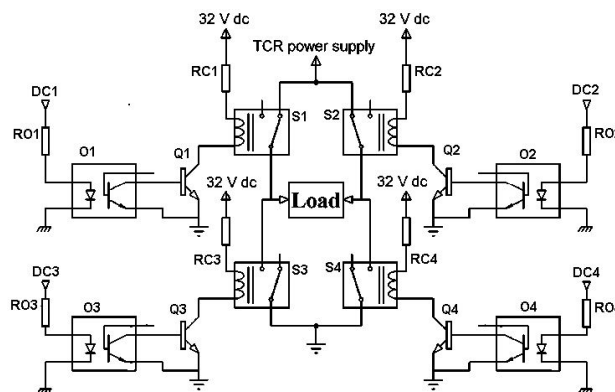 32 V dc
32 V dc
TCR power supply
RC1
RC2
DC1
DC2
RO1
S1
S2
O1
Q1
Q2
O2
32 V dc
Load
32 V dc
DC3
RC3
S3
S4
RC4
DC4
RO3
O3
Q3
Q4
O4